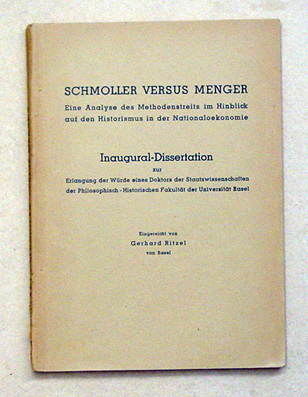 SCHMOLLER VERSUS MENGER
Eine Analyse des Methodenstreits im Hinblick
auf den Historismus in der Nationaloekonomie
Inaugural-Dissertation
zur
Erlangung der Würde eines Doktors der Staatswissenschaften
der Philosophisch-Historischen Fakultät der Universität Basel
Eingereicht von
Gerhard Ritzel
von Basel